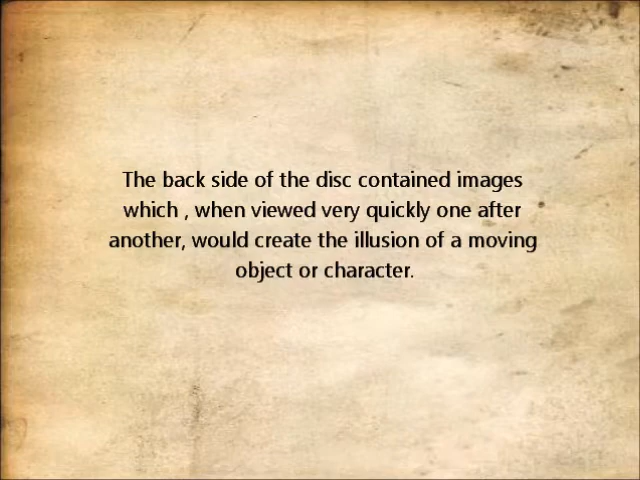 The back side of the disc contained images
which , when viewed very quickly one after
another, would create the illusion of a moving
object or character.